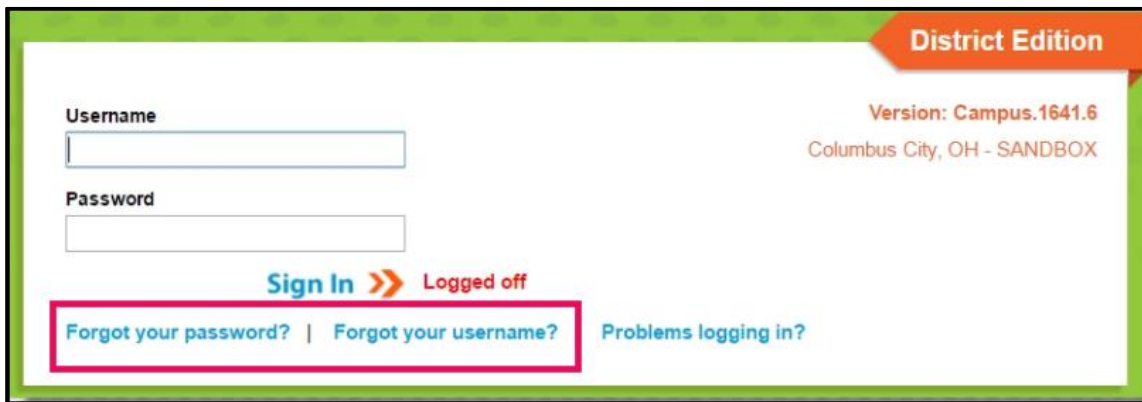 District Edition
Username
Version: Campus.1641.6
Columbus City, OH - SANDBOX
Password
Sign In Logged off
Forgot your password? | Forgot your username? Problems logging in?